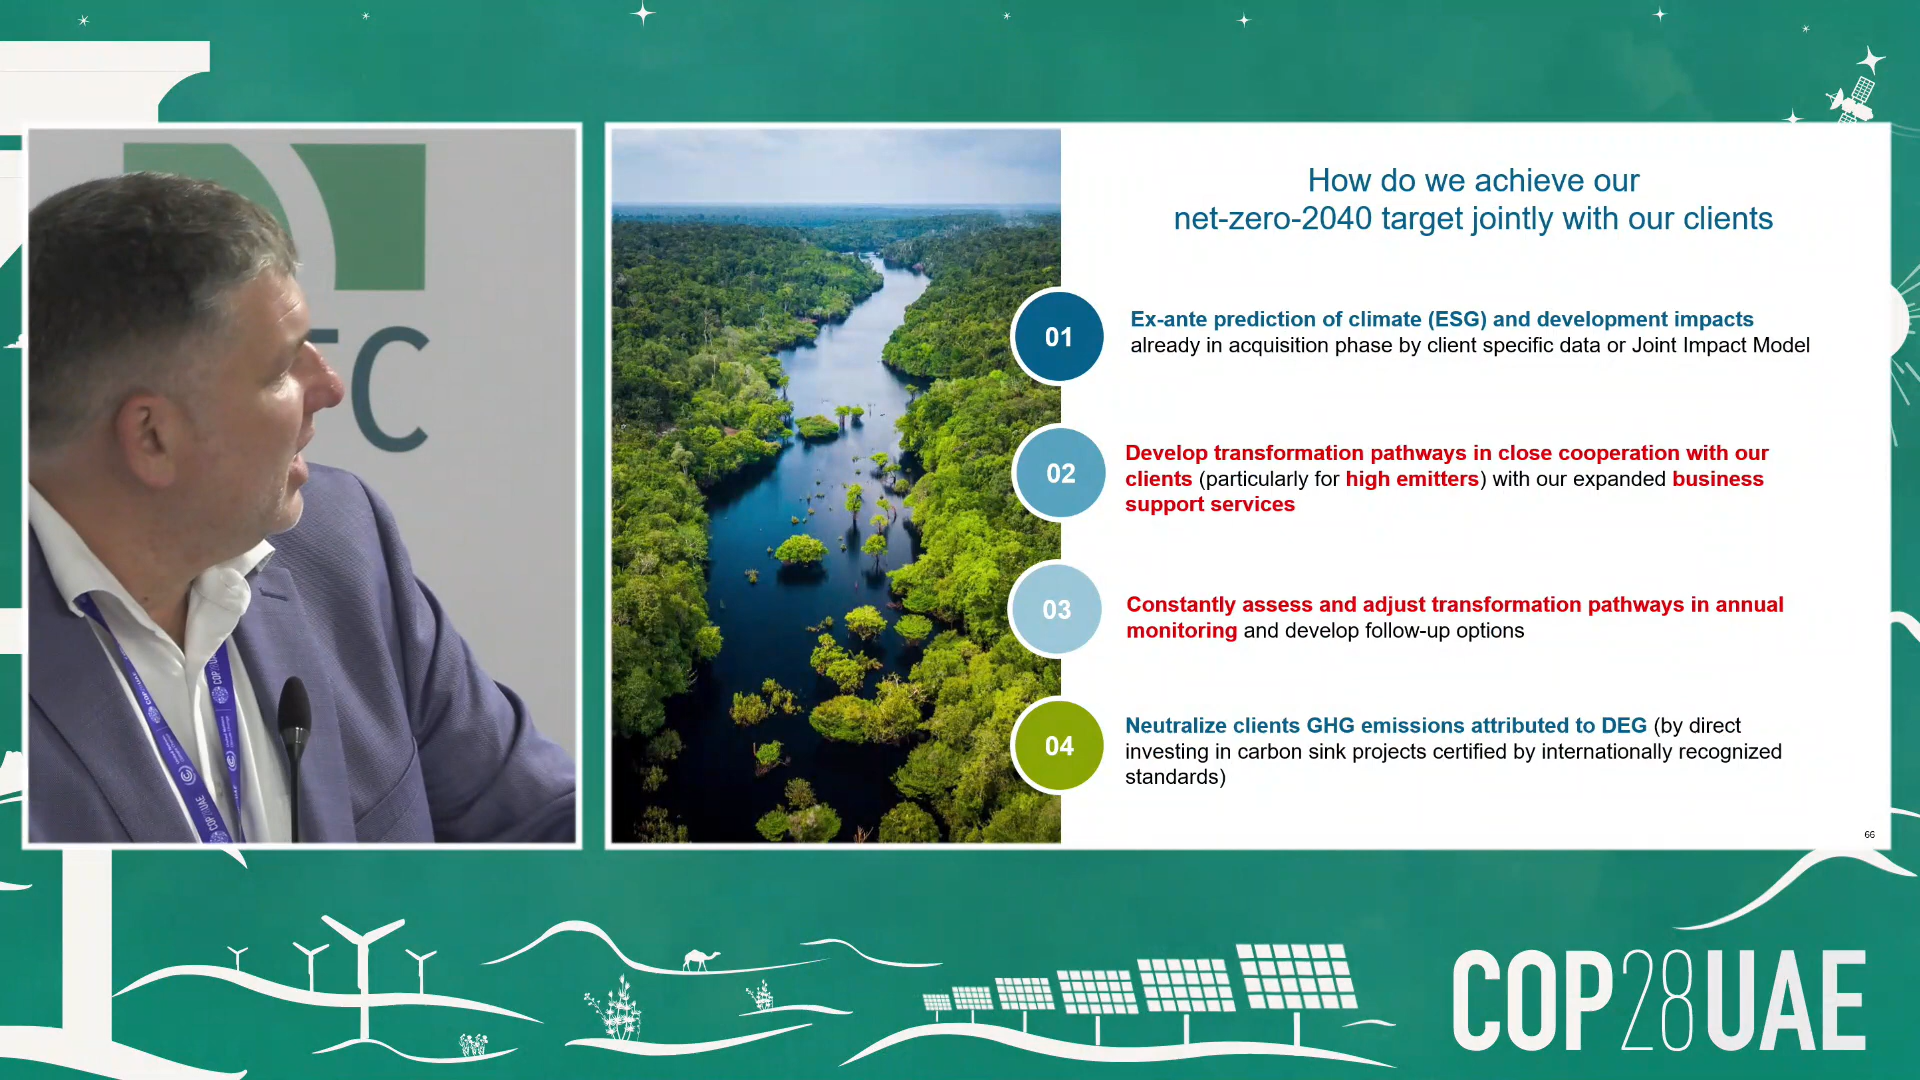 TC
COP28UAE
COP28UAE
COP28
How do we achieve our
net-zero-2040 target jointly with our clients
01
Ex-ante prediction of climate (ESG) and development impacts
already in acquisition phase by client specific data or Joint Impact Model
02
Develop transformation pathways in close cooperation with our
clients (particularly for high emitters) with our expanded business
support services
03
Constantly assess and adjust transformation pathways in annual
monitoring and develop follow-up options
04
Neutralize clients GHG emissions attributed to DEG (by direct
investing in carbon sink projects certified by internationally recognized
standards)
66
COP28UAE